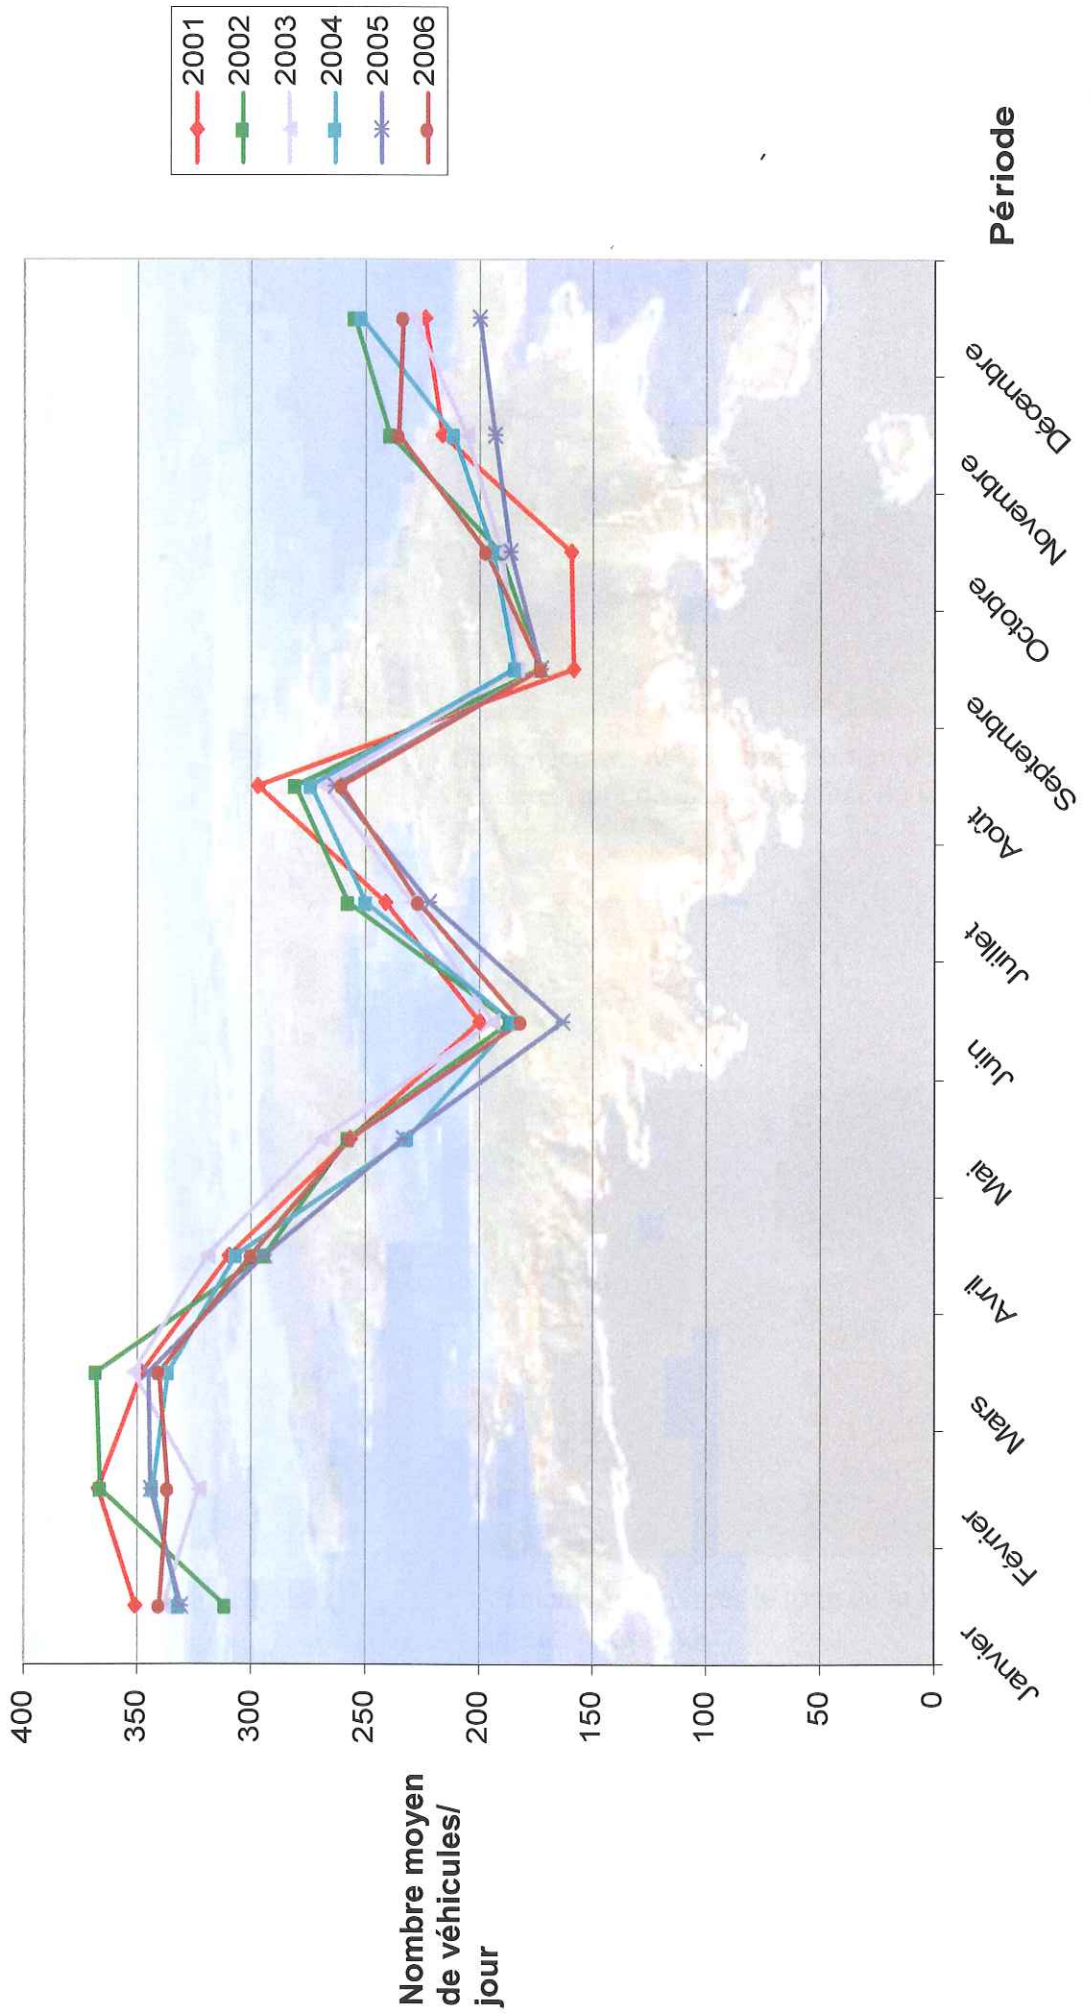 Nombre moyen
de véhicules/
jour
400
350
300
250
200
150
100
50
0
Janvier
Février
Mars
Avril
Mai
Juin
Juillet
Août
Septembre
Octobre
Novembre
Décembre
Période
2001
2002
2003
2004
2005
2006